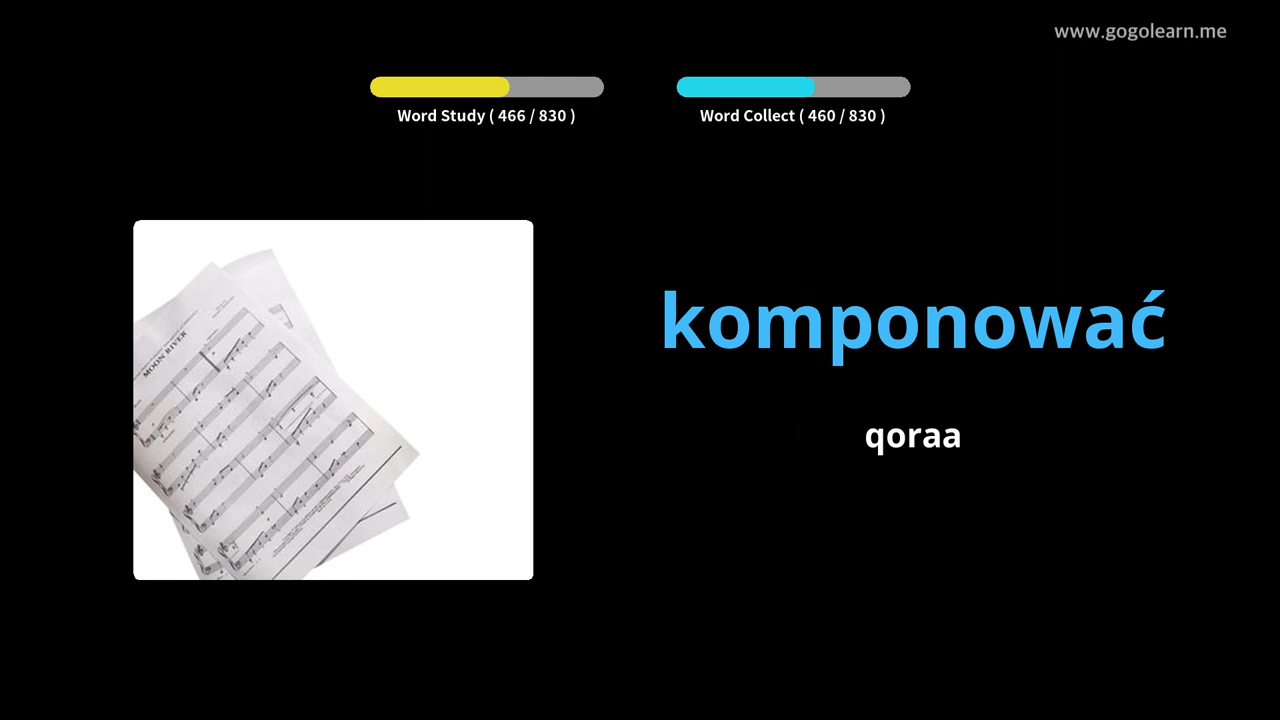 www.gogolearn.me
Word Study ( 466 / 830 )
Word Collect ( 460 / 830 )
MOON RIVER
komponować
qoraa